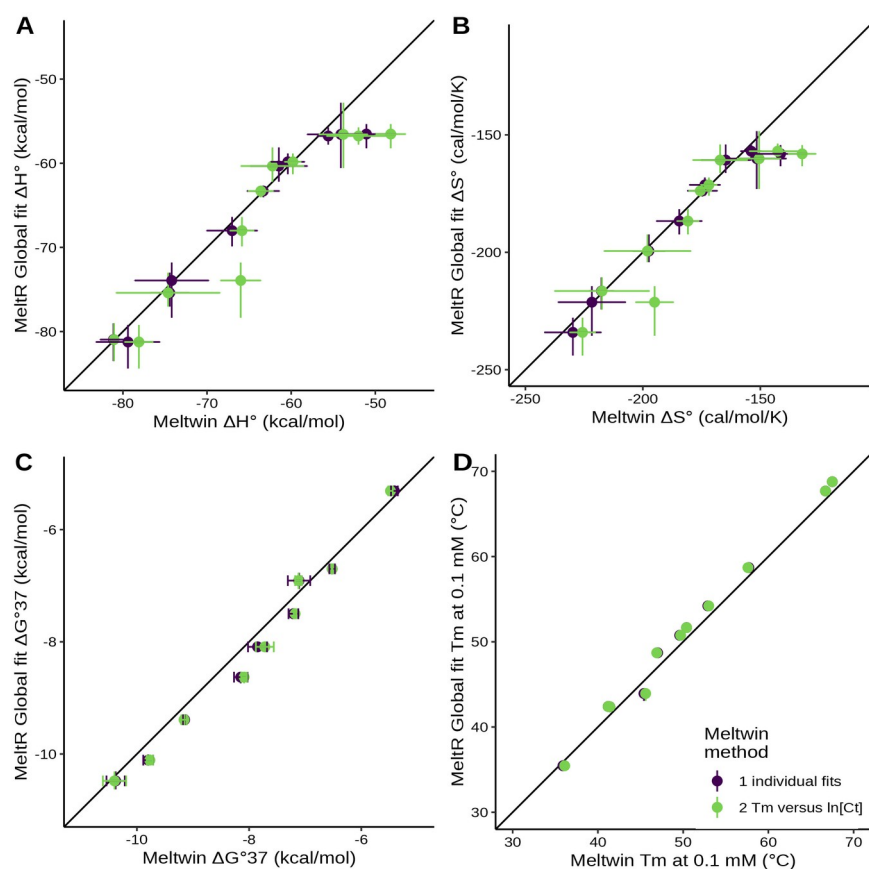 A
MeltR Global fit ΔH° (kcal/mol)
-50
-60
-70
-80
-80 -70 -60 -50
Meltwin ΔH° (kcal/mol)
B
MeltR Global fit ΔS° (cal/mol/K)
-150
-200
-250
-250 -200 -150
Meltwin ΔS° (cal/mol/K)
C
MeltR Global fit ΔG°37 (kcal/mol)
-6
-8
-10
-10 -8 -6
Meltwin ΔG°37 (kcal/mol)
D
MeltR Global fit Tm at 0.1 mM (°C)
70
60
50
40
30
Meltwin
method
1 individual fits
2 Tm versus ln[Ct]
30 40 50 60 70
Meltwin Tm at 0.1 mM (°C)